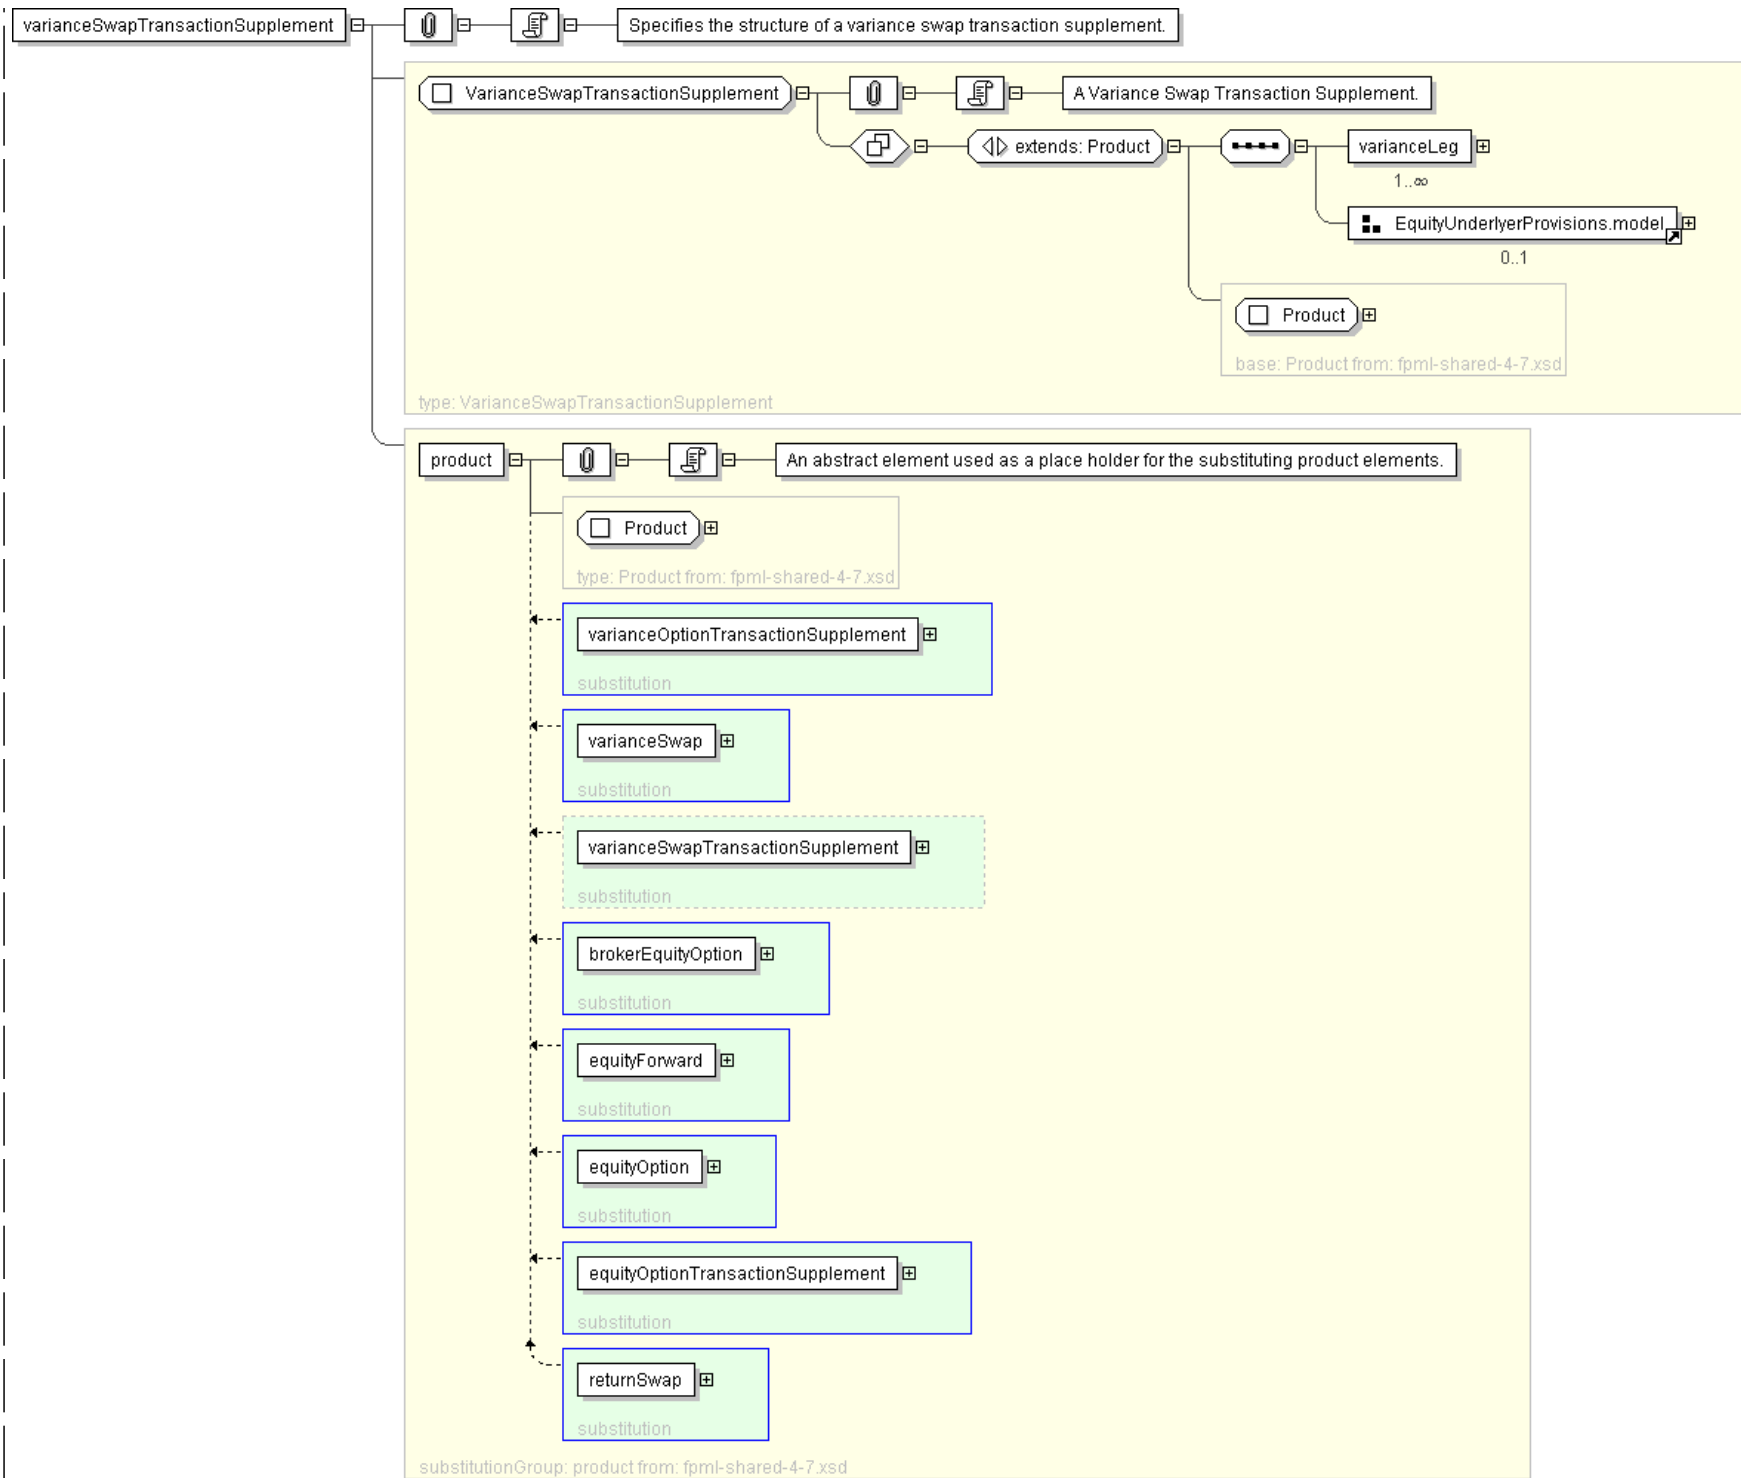 varianceSwapTransactionSupplement
Specifies the structure of a variance swap transaction supplement.
VarianceSwapTransactionSupplement
A Variance Swap Transaction Supplement.
extends: Product
varianceLeg
1..∞
EquityUnderlyerProvisions.model
0..1
Product
base: Product from: fpml-shared-4-7.xsd
type: VarianceSwapTransactionSupplement
product
An abstract element used as a place holder for the substituting product elements.
Product
type: Product from: fpml-shared-4-7.xsd
varianceOptionTransactionSupplement
substitution
varianceSwap
substitution
varianceSwapTransactionSupplement
substitution
brokerEquityOption
substitution
equityForward
substitution
equityOption
substitution
equityOptionTransactionSupplement
substitution
returnSwap
substitution
substitutionGroup: product from: fpml-shared-4-7.xsd